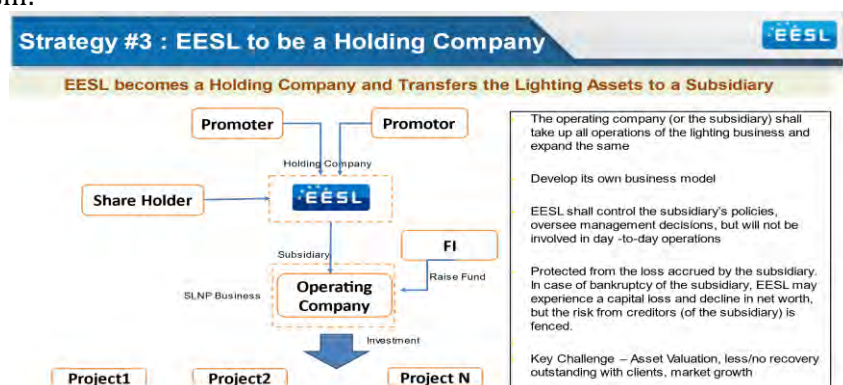 Strategy #3 : EESL to be a Holding Company
EESL
EESL becomes a Holding Company and Transfers the Lighting Assets to a Subsidiary
Promoter
Promotor
Holding Company
EESL
Share Holder
Subsidiary
FI
Raise Fund
SLNP Business
Operating
Company
Investment
Project1
Project2
Project N
The operating company (or the subsidiary) shall
take up all operations of the lighting business and
expand the same
Develop its own business model
EESL shall control the subsidiary's policies,
oversee management decisions, but will not be
involved in day -to-day operations
Protected from the loss accrued by the subsidiary.
In case of bankruptcy of the subsidiary, EESL may
experience a capital loss and decline in net worth,
but the risk from creditors (of the subsidiary) is
fenced.
Key Challenge – Asset Valuation, less/no recovery
outstanding with clients, market growth